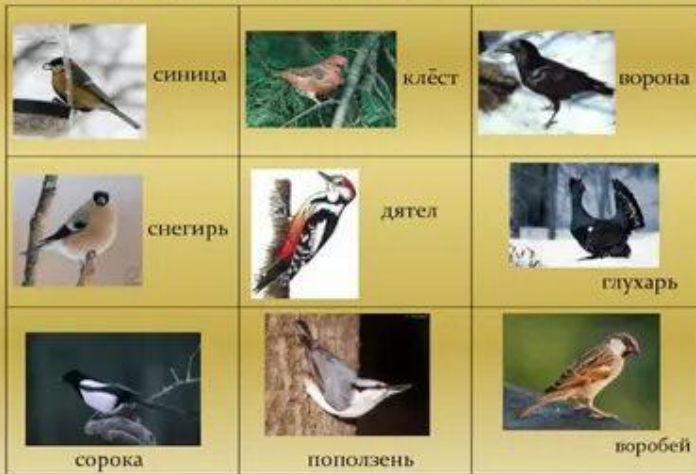 синица
клёст
ворона
снегирь
дятел
глухарь
сорока
поползень
воробей